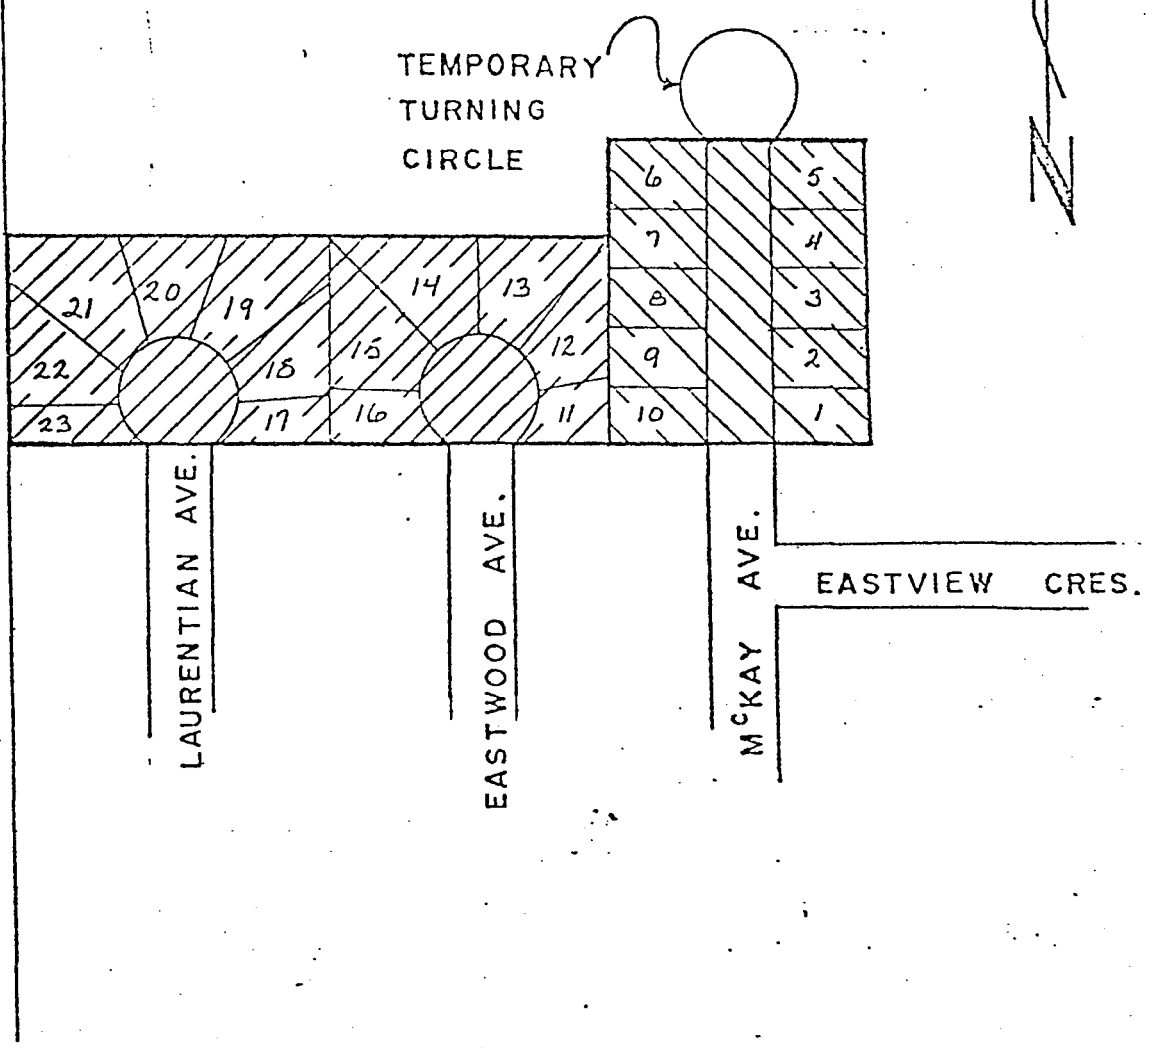 TEMPORARY
TURNING
CIRCLE
N
6
5
7
4
8
3
9
2
10
1
21
20
19
18
22
23
17
14
13
15
12
16
11
LAURENTIAN AVE.
EASTWOOD AVE.
McKAY AVE.
EASTVIEW CRES.